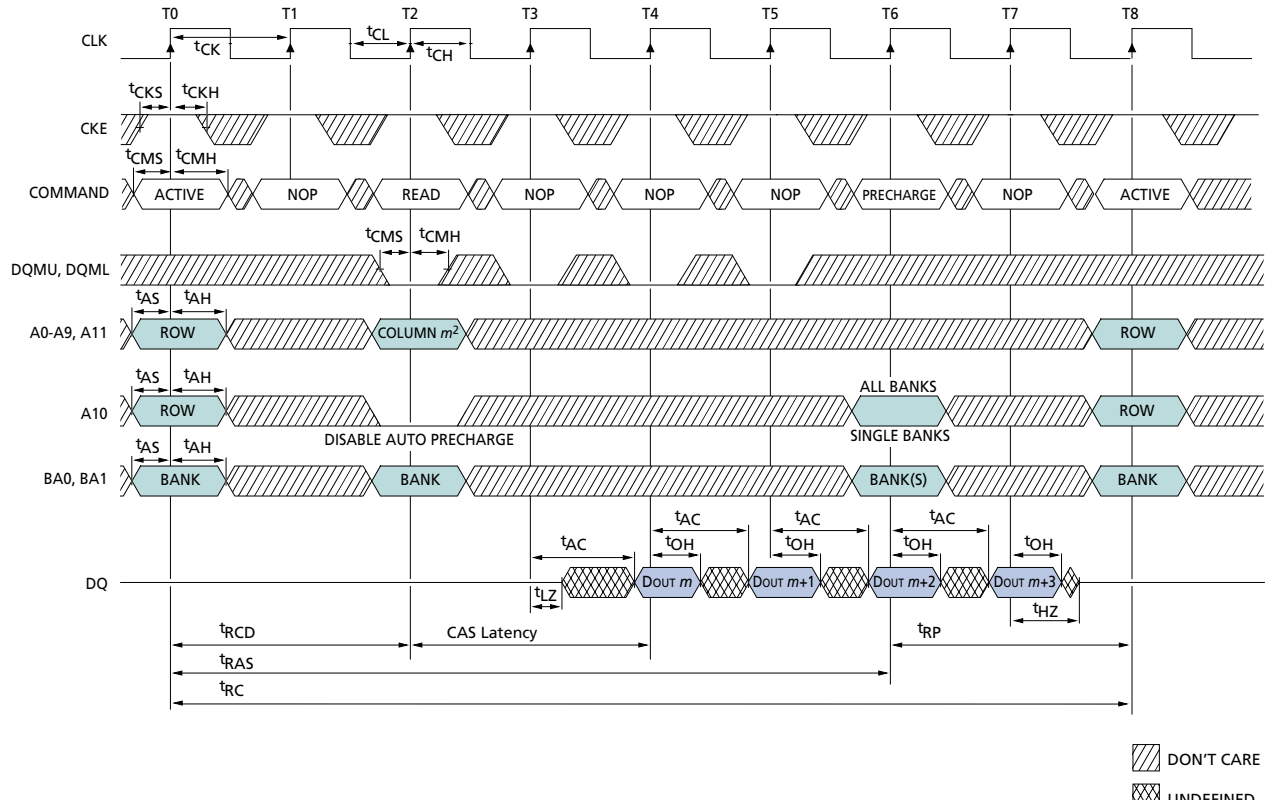 T0 T1 T2 T3 T4 T5 T6 T7 T8
CLK
tCK tCL tCH
tCKS tCKH
CKE
tCMS tCMH
COMMAND ACTIVE NOP READ NOP NOP NOP PRECHARGE NOP ACTIVE
tCMS tCMH
DQMU, DQML
tAS tAH
A0-A9, A11 ROW COLUMN m2 ROW
tAS tAH ALL BANKS
A10 ROW ROW
DISABLE AUTO PRECHARGE SINGLE BANKS
tAS tAH
BA0, BA1 BANK BANK BANK(S) BANK
tAC tAC tAC
tAC tOH tOH tOH tOH
DQ DOUT m DOUT m+1 DOUT m+2 DOUT m+3
tLZ tHZ
tRCD CAS Latency tRP
tRAS
tRC
DON'T CARE
UNDEFINED